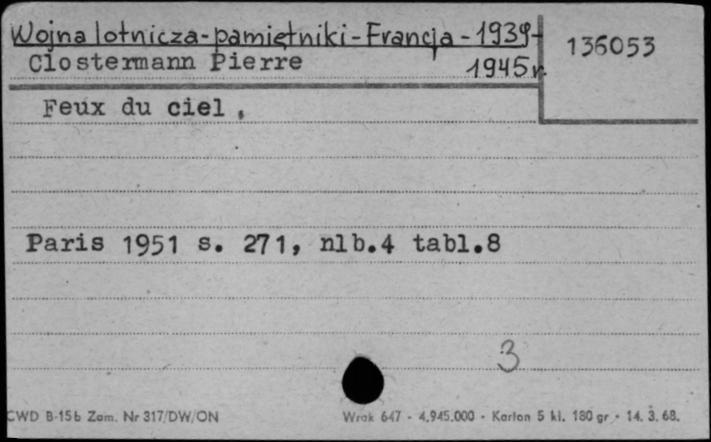 Wojna lotnicza-pamiętniki-Francja-1939-
1945 r.
136053
Clostermann Pierre
Feux du ciel,
Paris 1951 s. 271, nlb.4 tabl.8
3
CWD B-15b Zam. Nr 317/DW/ON
Wrak 647 - 4.945.000 - Karton 5 kl. 180 gr - 14. 3. 68.